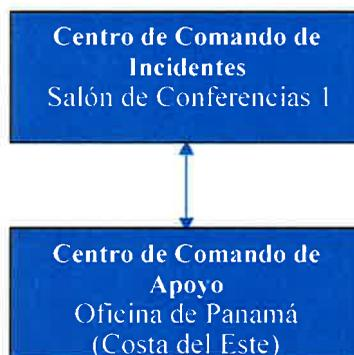 Centro de Comando de
Incidentes
Salón de Conferencias 1
Centro de Comando de
Apoyo
Oficina de Panamá
(Costa del Este)